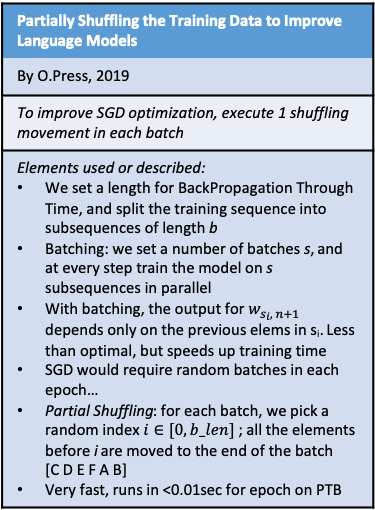 Partially Shuffling the Training Data to Improve
Language Models
By O.Press, 2019
To improve SGD optimization, execute 1 shuffling
movement in each batch
Elements used or described:
• We set a length for BackPropagation Through
Time, and split the training sequence into
subsequences of length b
• Batching: we set a number of batches s, and
at every step train the model on s
subsequences in parallel
• With batching, the output for w_{s_i, n+1}
depends only on the previous elems in sᵢ. Less
than optimal, but speeds up training time
• SGD would require random batches in each
epoch…
• Partial Shuffling: for each batch, we pick a
random index i ∈ [0, b_len] ; all the elements
before i are moved to the end of the batch
[C D E F A B]
• Very fast, runs in <0.01sec for epoch on PTB